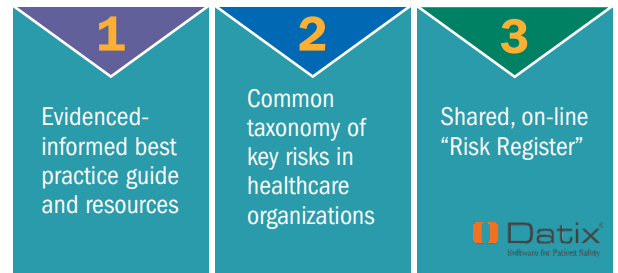 1
Evidenced-
informed best
practice guide
and resources
2
Common
taxonomy of
key risks in
healthcare
organizations
3
Shared, on-line
“Risk Register”
Datix
Software for Patient Safety